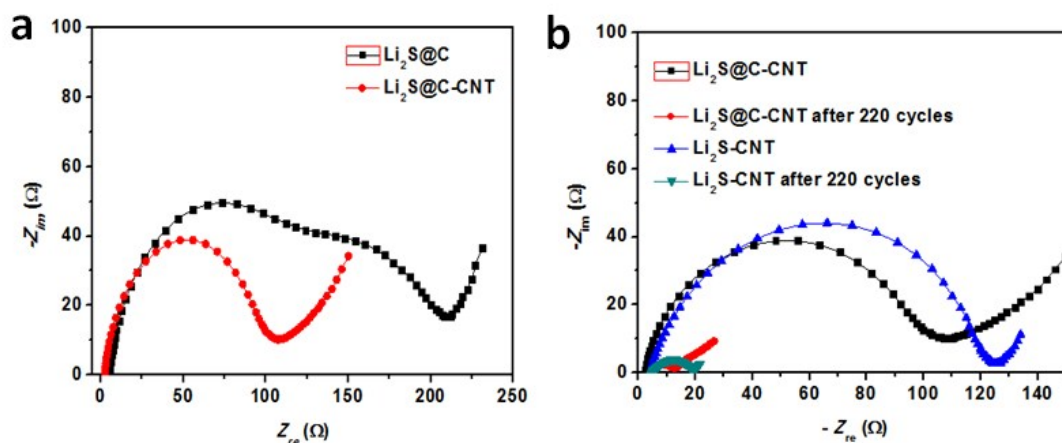 a
100
80
60
40
20
0
-Z_im (Ω)
Li₂S@C
Li₂S@C-CNT
0 50 100 150 200 250
Z_re (Ω)
b
100
80
60
40
20
0
-Z_im (Ω)
Li₂S@C-CNT
Li₂S@C-CNT after 220 cycles
Li₂S-CNT
Li₂S-CNT after 220 cycles
0 20 40 60 80 100 120 140
- Z_re (Ω)